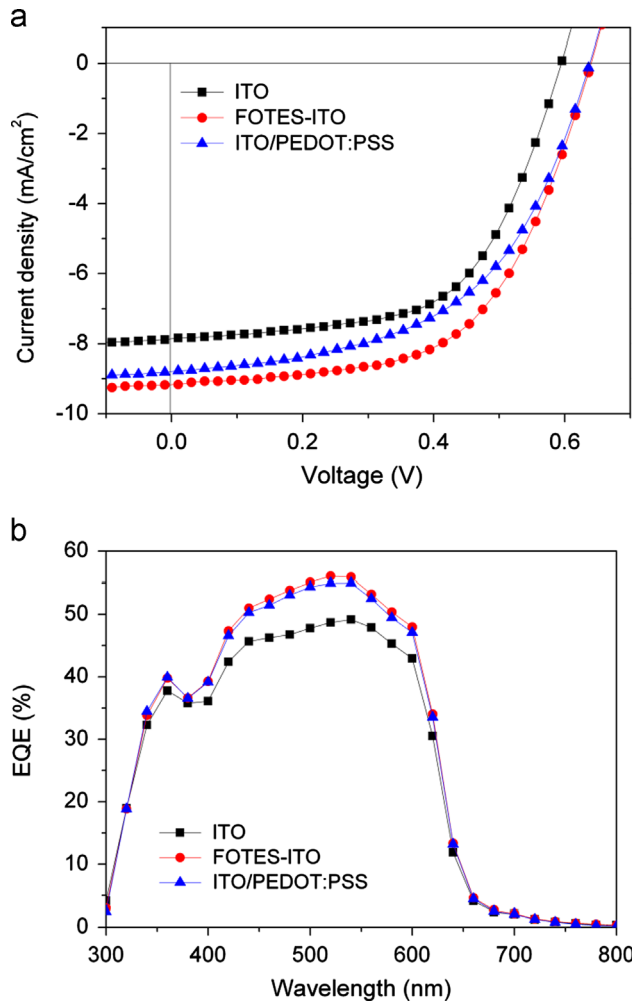 a
0
-2
-4
-6
-8
-10
Current density (mA/cm²)
ITO
FOTES-ITO
ITO/PEDOT:PSS
0.0 0.2 0.4 0.6
Voltage (V)
b
60
50
40
30
20
10
0
EQE (%)
ITO
FOTES-ITO
ITO/PEDOT:PSS
300 400 500 600 700 800
Wavelength (nm)